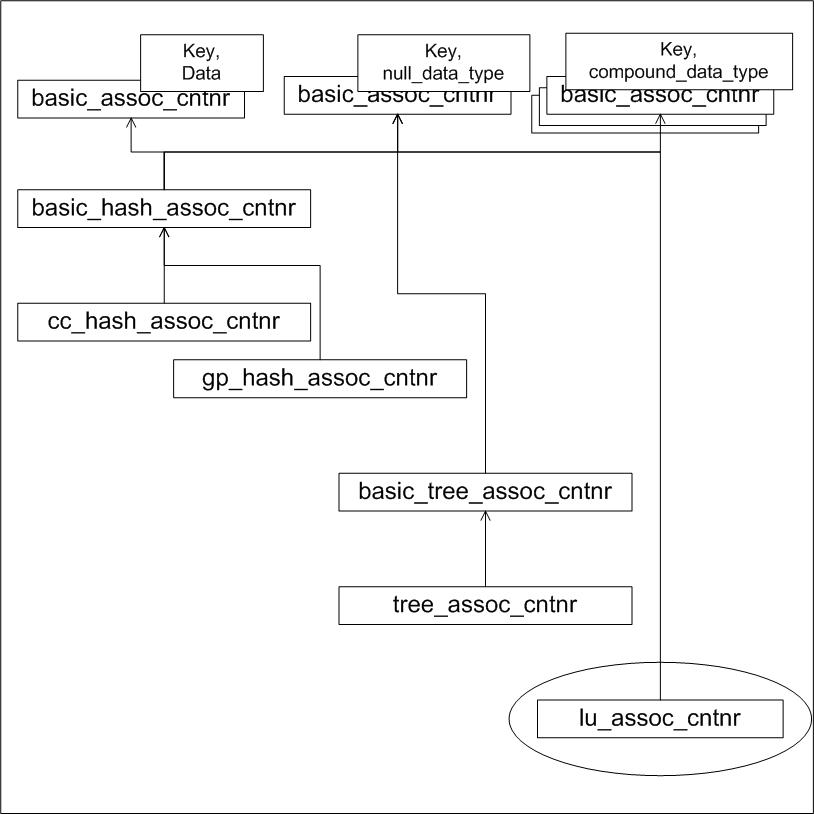 Key,
Data
basic_assoc_cntnr
Key,
null_data_type
basic_assoc_cntnr
Key,
compound_data_type
basic_assoc_cntnr
basic_hash_assoc_cntnr
cc_hash_assoc_cntnr
gp_hash_assoc_cntnr
basic_tree_assoc_cntnr
tree_assoc_cntnr
lu_assoc_cntnr